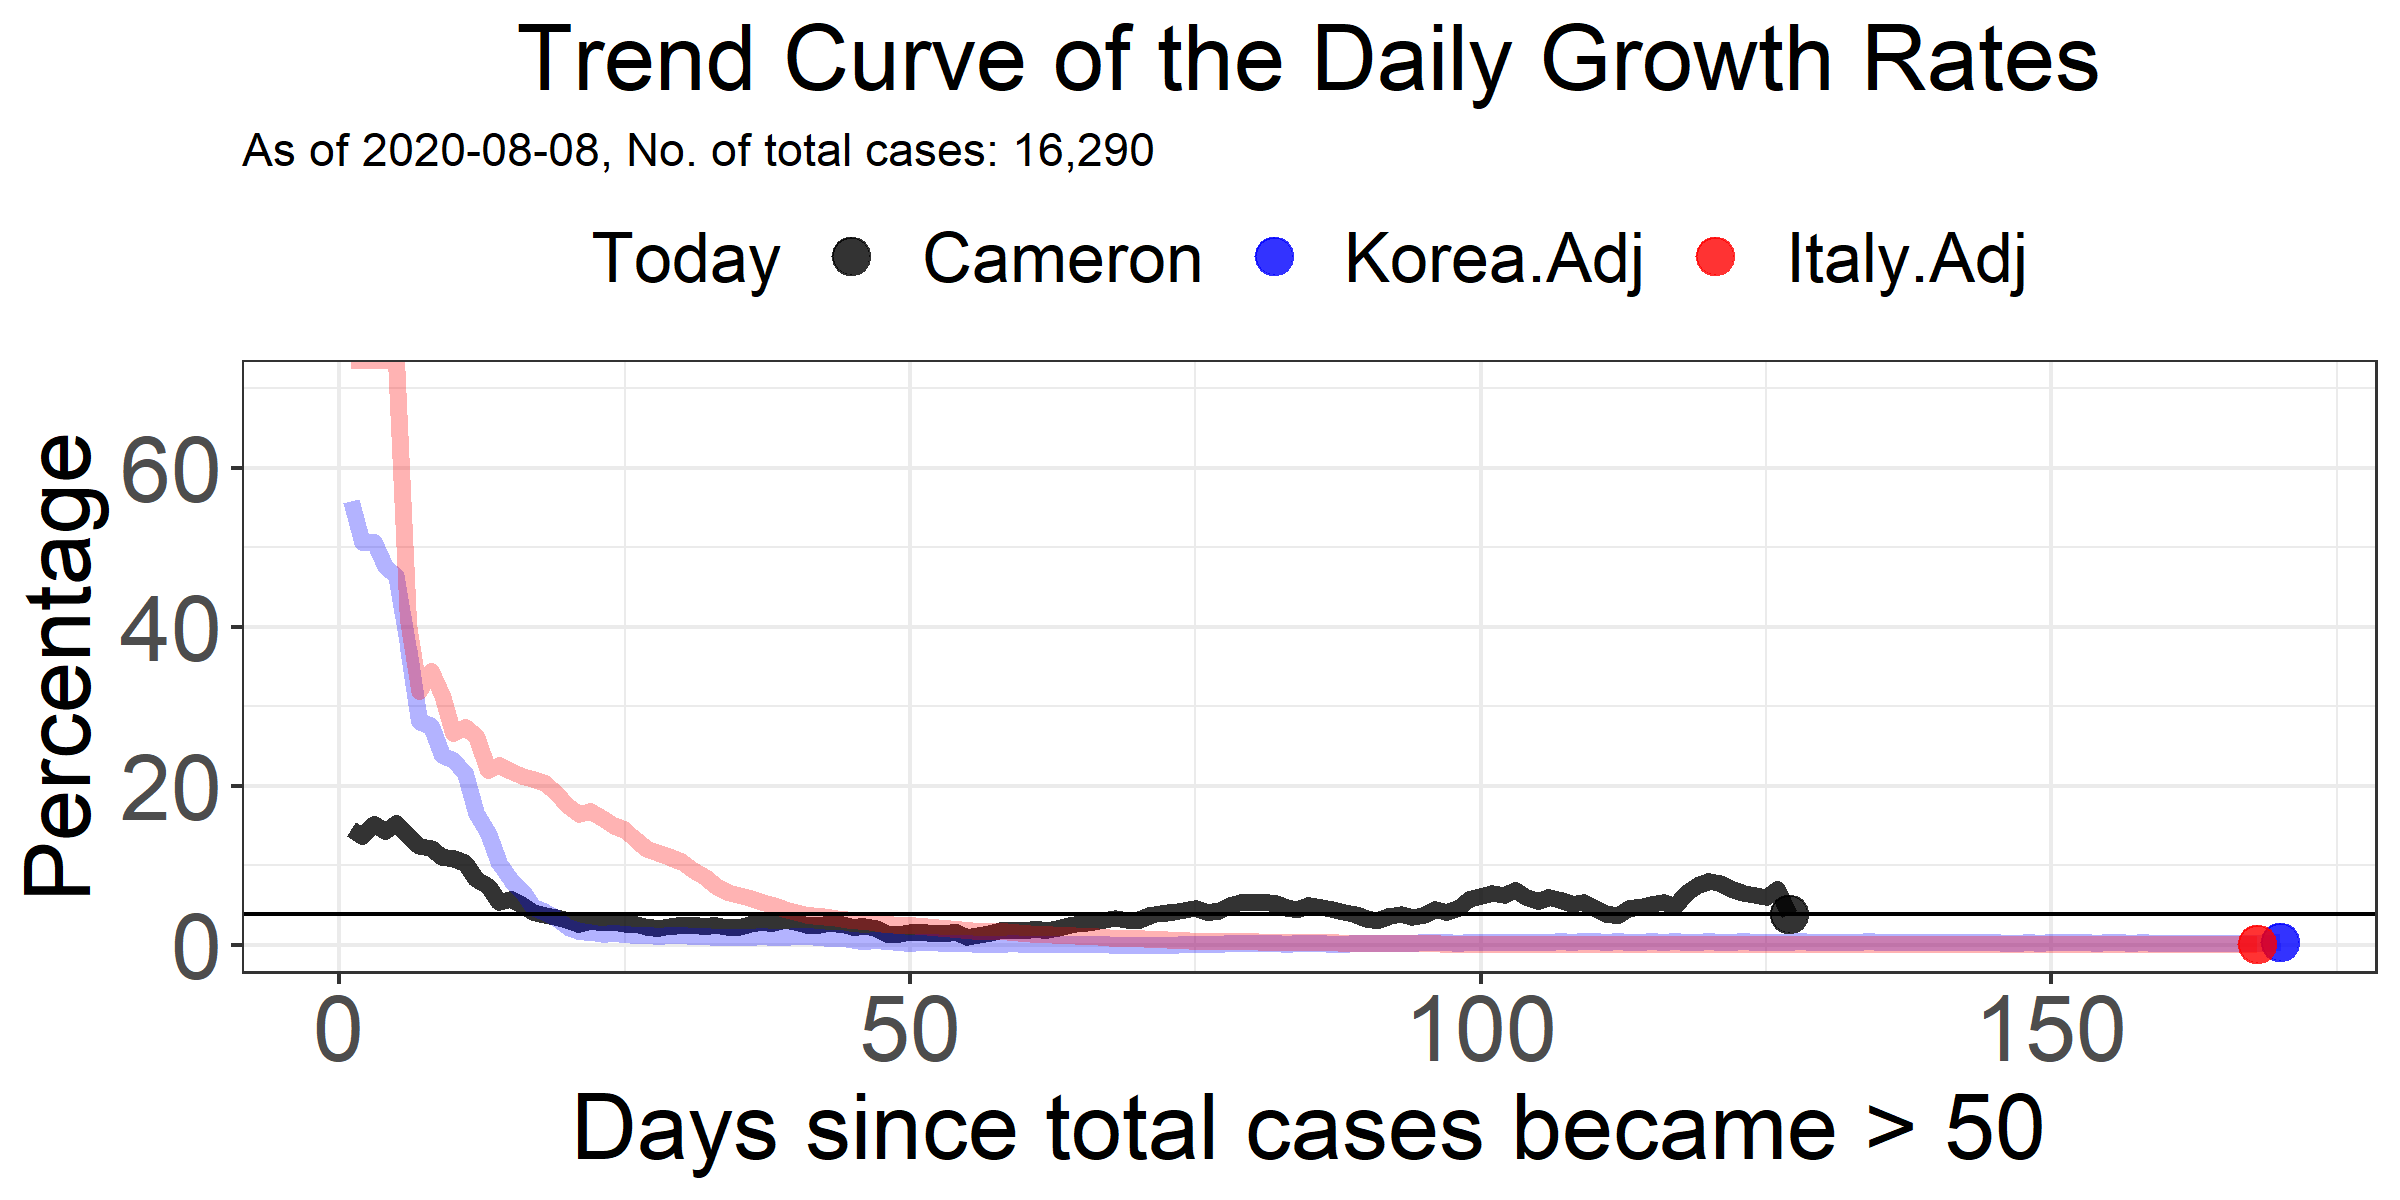 Trend Curve of the Daily Growth Rates
As of 2020-08-08, No. of total cases: 16,290
Today Cameron Korea.Adj Italy.Adj
Percentage
60
40
20
0
0 50 100 150
Days since total cases became > 50